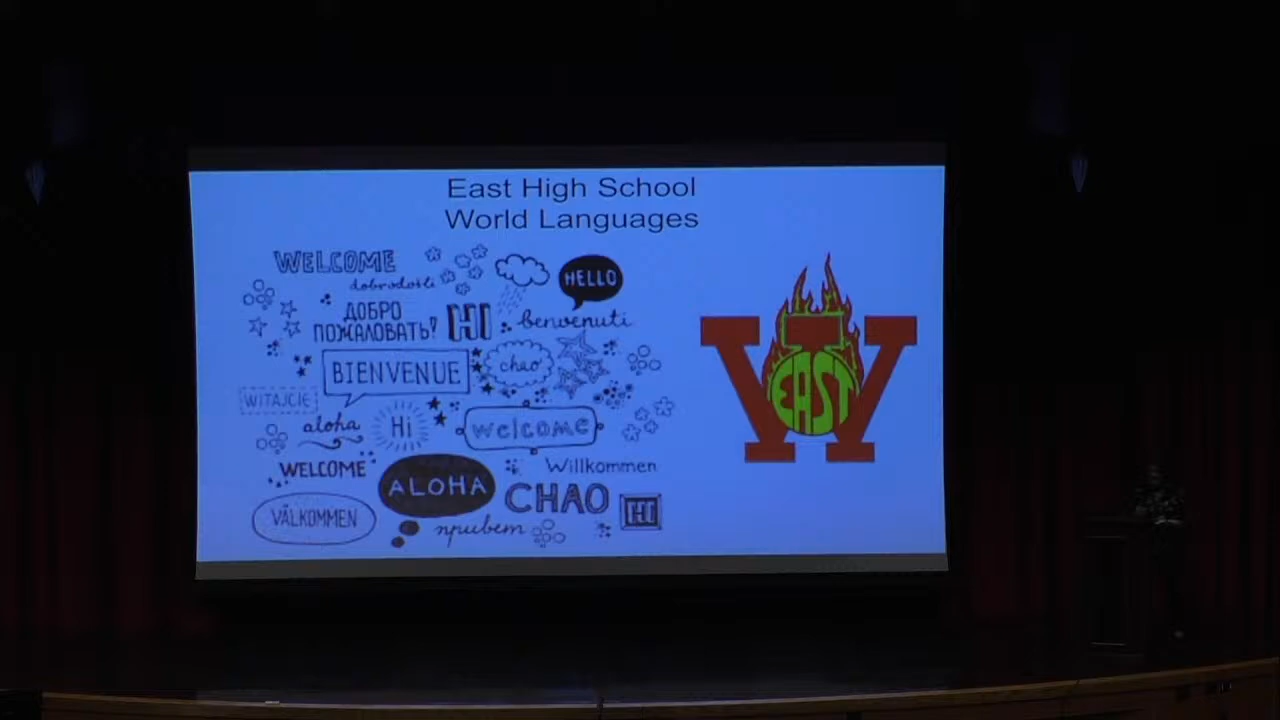 East High School
World Languages
WELCOME
dobrodošli
HELLO
ДОБРО
ПОЖАЛОВАТЬ!
HI
benvenuti
BIENVENUE
chao
WITAJCIE
aloha
Hi
welcome
WELCOME
ALOHA
Willkommen
CHAO
HI
VÄLKOMMEN
привет
W
EAST